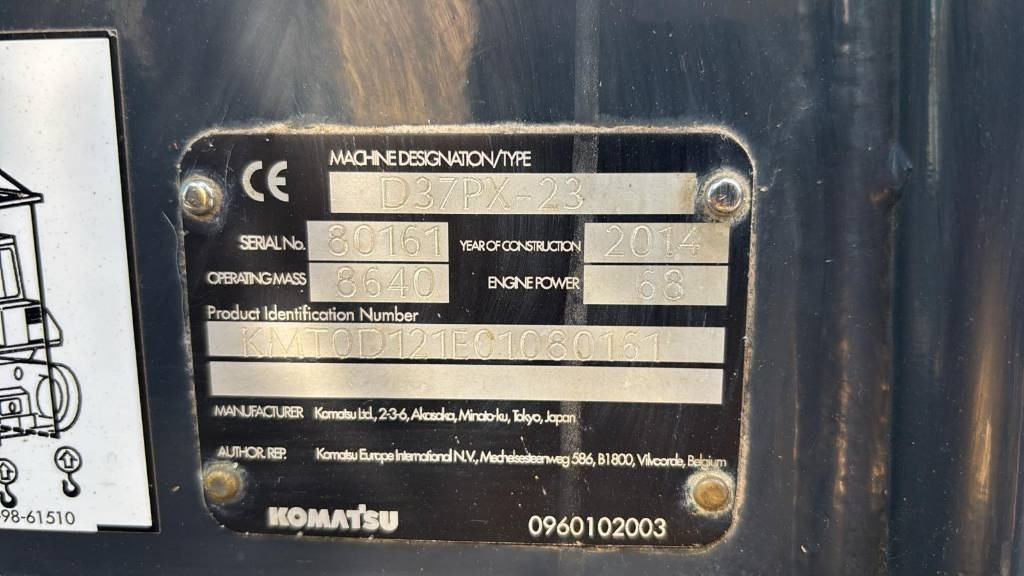 CE
MACHINE DESIGNATION/TYPE
D37PX-23
SERIAL No. 80161 YEAR OF CONSTRUCTION 2014
OPERATING MASS 8640 ENGINE POWER 68
Product Identification Number
KMT0D121E01080161
MANUFACTURER Komatsu Ltd., 2-3-6, Akasaka, Minato-ku, Tokyo, Japan
AUTHOR. REP. Komatsu Europe International N.V., Mechelsesteenweg 586, B1800, Vilvoorde, Belgium
KOMATSU 0960102003
98-61510